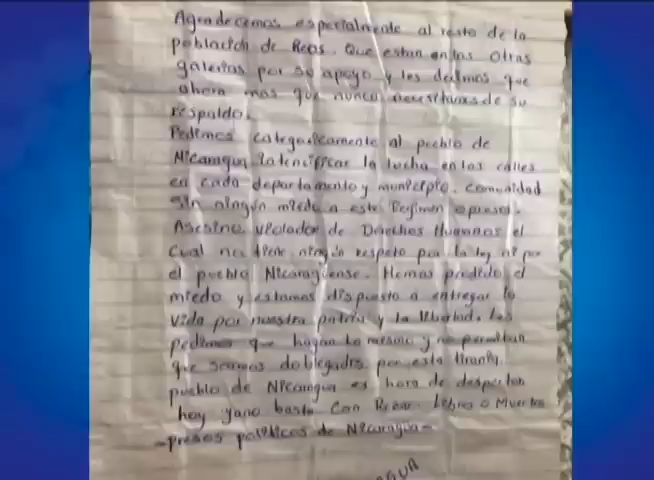 Agradecemos especialmente al resto de la
población de Reos. Que estan en las Otras
galerias por su apoyo y les decimos que
ahora mas que nunca necesitamos de su
respaldo.
Pedimos categoricamente al pueblo de
Nicaragua Intencificar la lucha en las calles
en cada departamento y municipio. comunidad
Sin ningún miedo a este Regimen opresor.
Asesino violador de Derechos Humanos el
Cual no tiene ningún respeto por la ley ni por
el pueblo Nicaragüense. Hemos perdido el
miedo y estamos dispuesto a entregar la
vida por nuestra patria y la libertad. Les
pedimos que hagan lo mismo y no permitan
que seamos doblegados por esta tirania
pueblo de Nicaragua es hora de despertar
hoy ya no basta con Rezar. Libres o Muertos
-presos politicos de Nicaragua-
AGUA